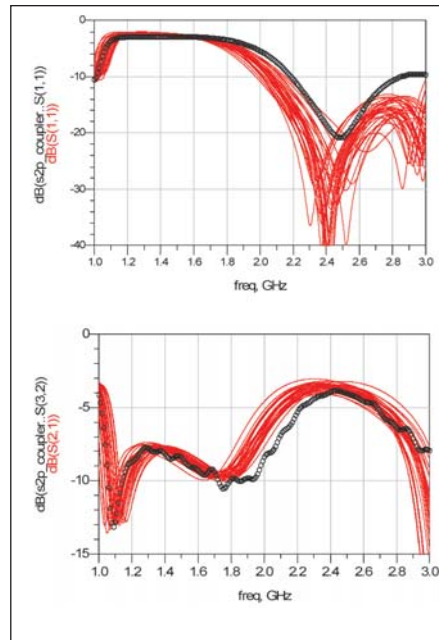 dB(s2p_coupler..S(1,1))
dB(S(1,1))
0
-10
-20
-30
-40
1.0 1.2 1.4 1.6 1.8 2.0 2.2 2.4 2.6 2.8 3.0
freq, GHz
dB(s2p_coupler..S(3,2))
dB(S(2,1))
0
-5
-10
-15
1.0 1.2 1.4 1.6 1.8 2.0 2.2 2.4 2.6 2.8 3.0
freq, GHz